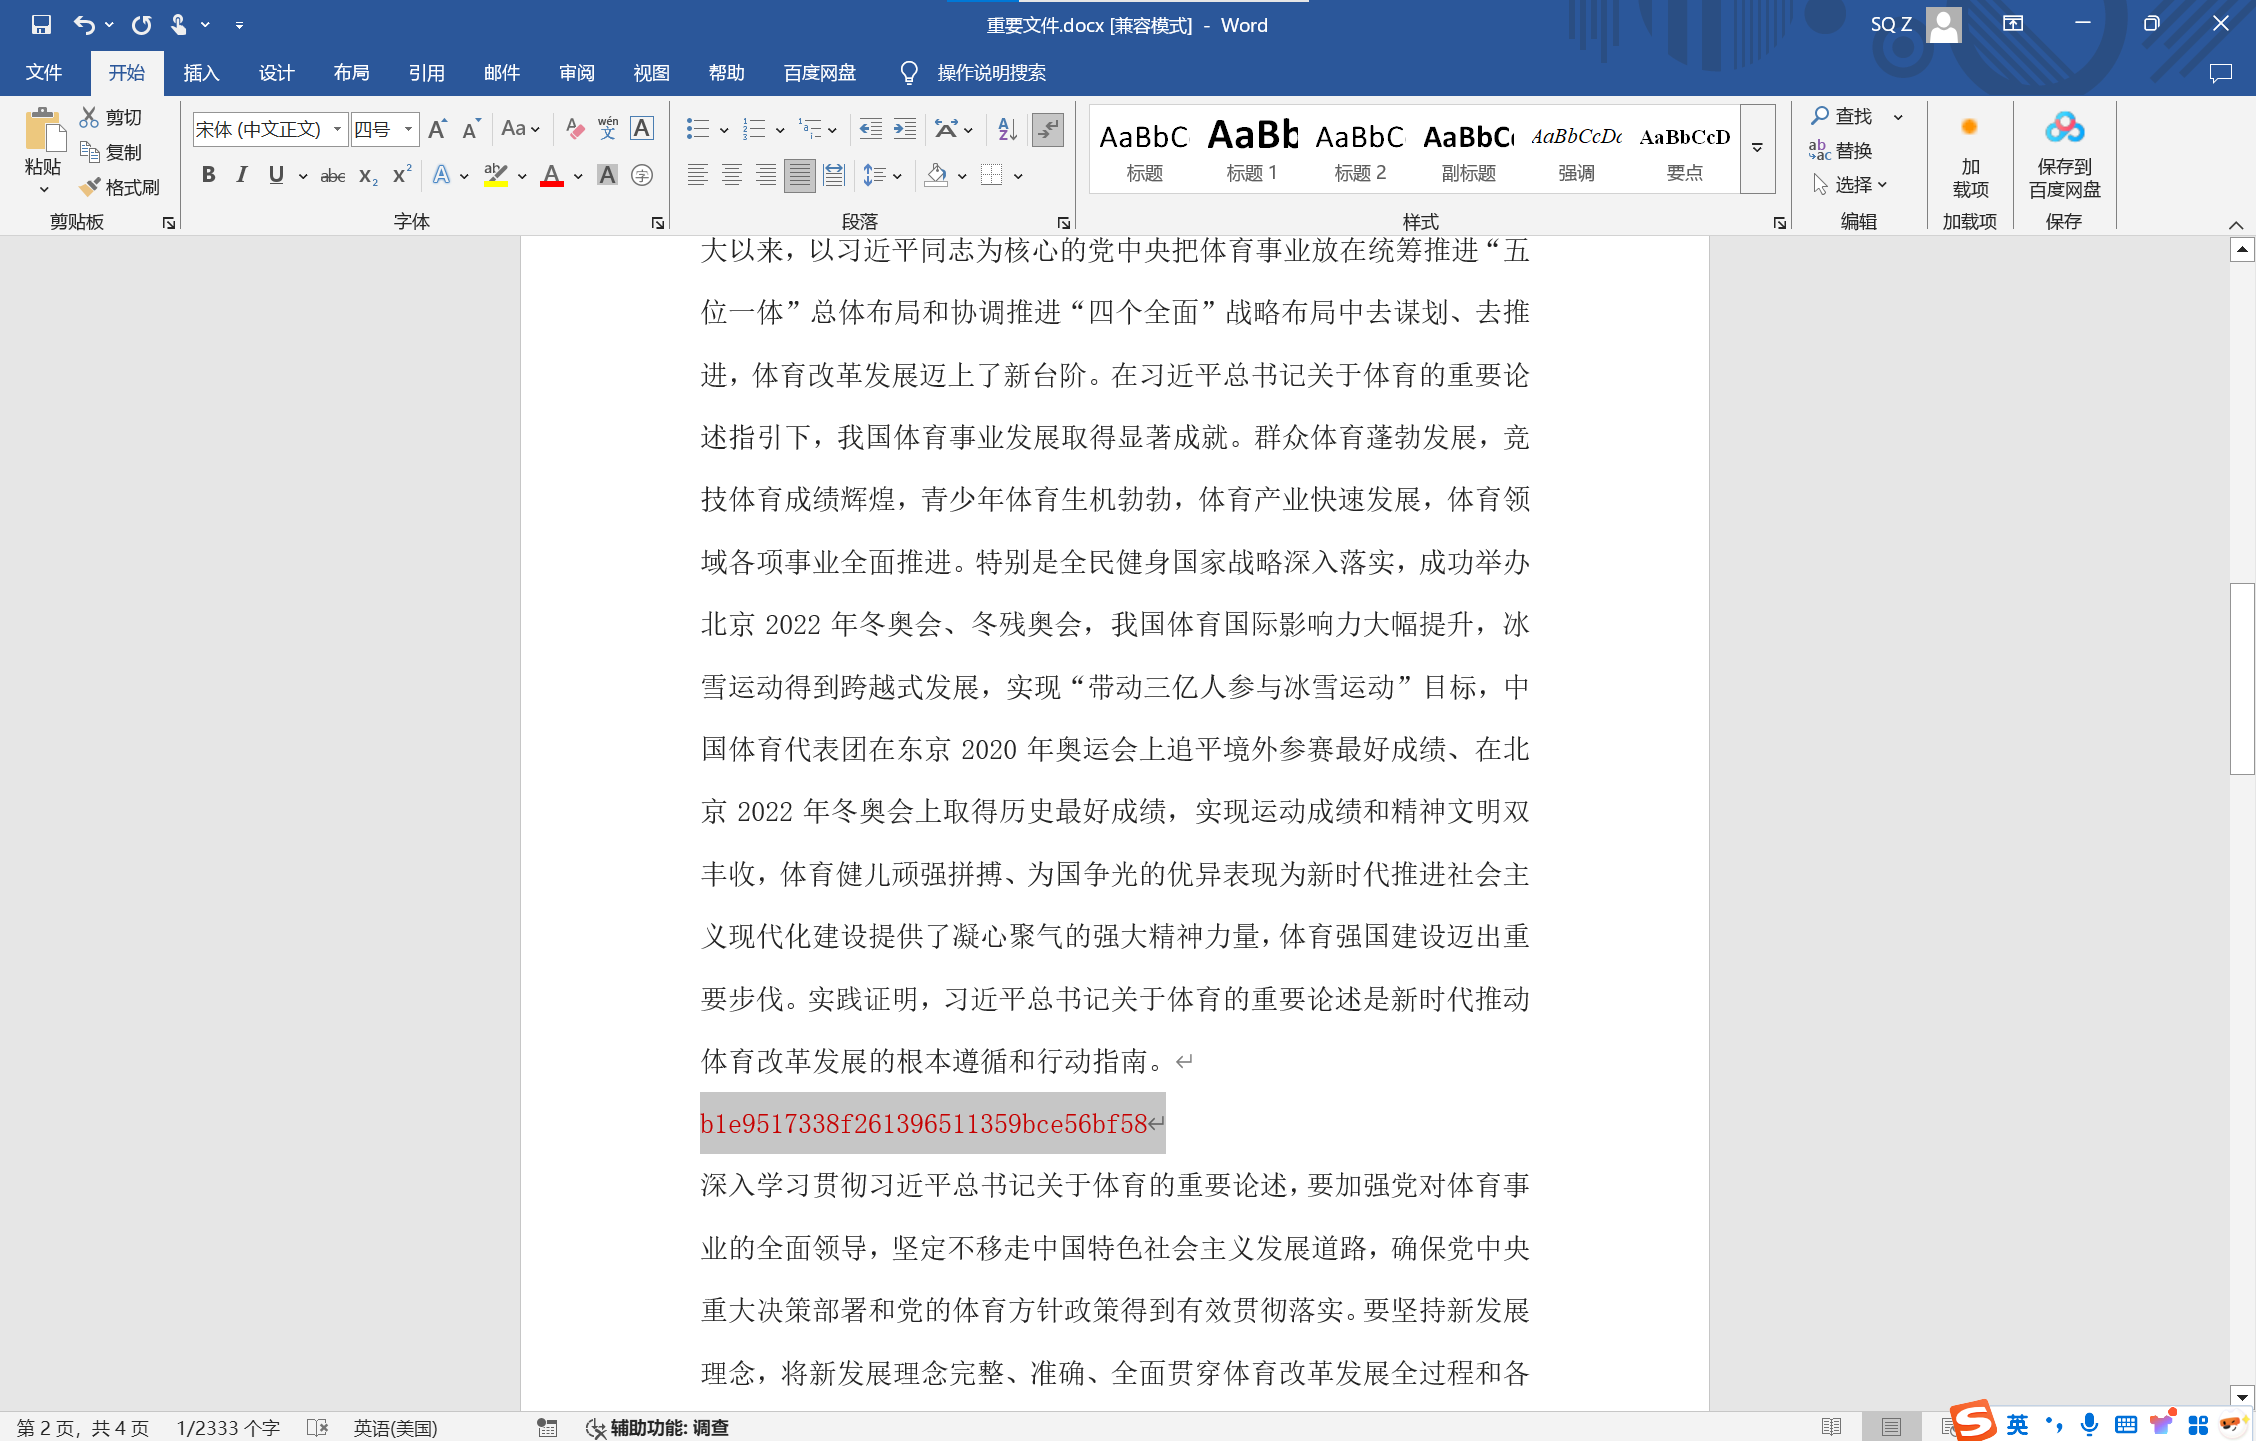 重要文件.docx [兼容模式] - Word
SQ Z
文件 开始 插入 设计 布局 引用 邮件 审阅 视图 帮助 百度网盘 操作说明搜索
粘贴
剪切
复制
格式刷
剪贴板
宋体 (中文正文) 四号 A A Aa A wén文 A
B I U abc x₂ x² A ab A A 字
字体
段落
AaBbC 标题
AaBb 标题 1
AaBbC 标题 2
AaBbC 副标题
AaBbCcDd 强调
AaBbCcD 要点
样式
查找
替换
选择
编辑
加
载项
加载项
保存到
百度网盘
保存
大以来，以习近平同志为核心的党中央把体育事业放在统筹推进“五
位一体”总体布局和协调推进“四个全面”战略布局中去谋划、去推
进，体育改革发展迈上了新台阶。在习近平总书记关于体育的重要论
述指引下，我国体育事业发展取得显著成就。群众体育蓬勃发展，竞
技体育成绩辉煌，青少年体育生机勃勃，体育产业快速发展，体育领
域各项事业全面推进。特别是全民健身国家战略深入落实，成功举办
北京 2022 年冬奥会、冬残奥会，我国体育国际影响力大幅提升，冰
雪运动得到跨越式发展，实现“带动三亿人参与冰雪运动”目标，中
国体育代表团在东京 2020 年奥运会上追平境外参赛最好成绩、在北
京 2022 年冬奥会上取得历史最好成绩，实现运动成绩和精神文明双
丰收，体育健儿顽强拼搏、为国争光的优异表现为新时代推进社会主
义现代化建设提供了凝心聚气的强大精神力量，体育强国建设迈出重
要步伐。实践证明，习近平总书记关于体育的重要论述是新时代推动
体育改革发展的根本遵循和行动指南。
b1e9517338f261396511359bce56bf58
深入学习贯彻习近平总书记关于体育的重要论述，要加强党对体育事
业的全面领导，坚定不移走中国特色社会主义发展道路，确保党中央
重大决策部署和党的体育方针政策得到有效贯彻落实。要坚持新发展
理念，将新发展理念完整、准确、全面贯穿体育改革发展全过程和各
第 2 页，共 4 页 1/2333 个字 英语(美国) 辅助功能: 调查
S 英